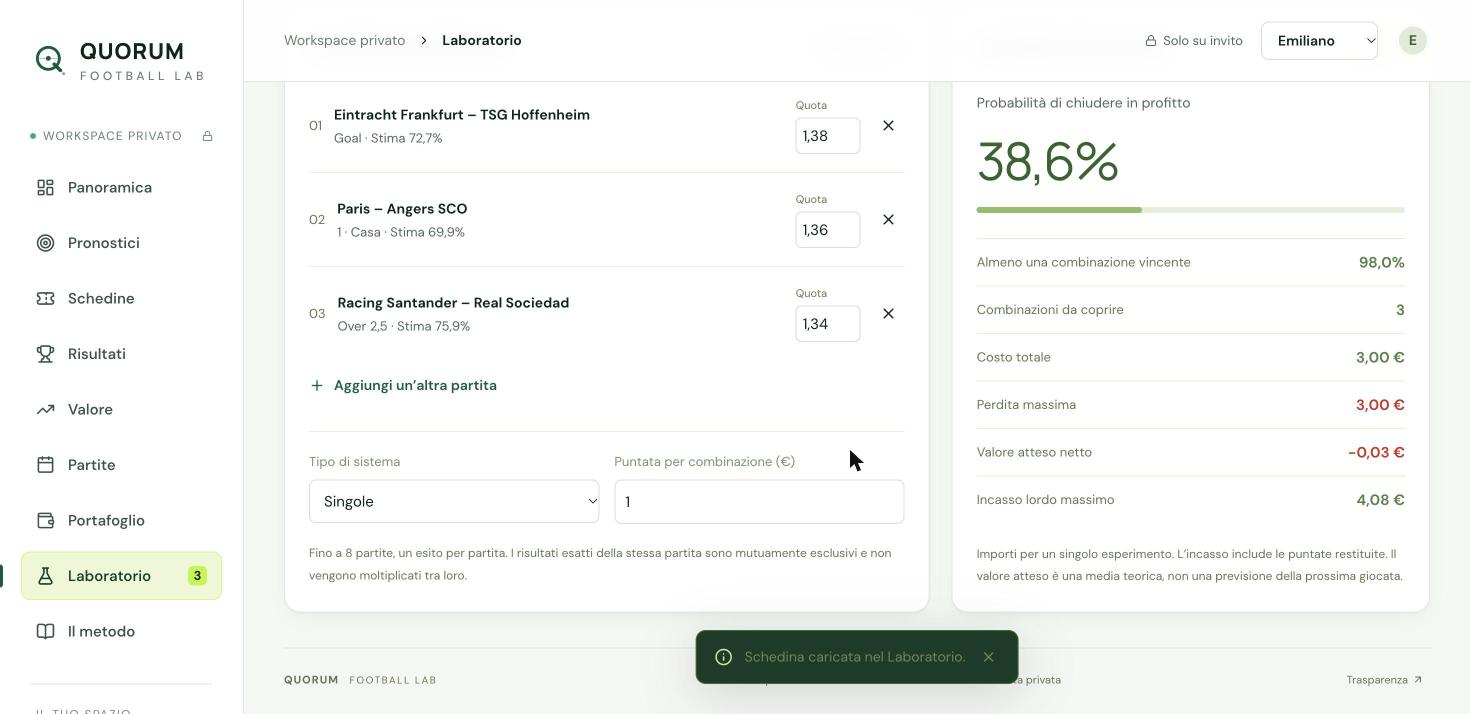 QUORUM
FOOTBALL LAB
WORKSPACE PRIVATO
Panoramica
Pronostici
Schedine
Risultati
Valore
Partite
Portafoglio
Laboratorio 3
Il metodo
IL TUO SPAZIO
Workspace privato > Laboratorio
Solo su invito
Emiliano
E
01
Eintracht Frankfurt – TSG Hoffenheim
Goal · Stima 72,7%
Quota
1,38
02
Paris – Angers SCO
1 · Casa · Stima 69,9%
Quota
1,36
03
Racing Santander – Real Sociedad
Over 2,5 · Stima 75,9%
Quota
1,34
Aggiungi un’altra partita
Tipo di sistema
Singole
Puntata per combinazione (€)
1
Fino a 8 partite, un esito per partita. I risultati esatti della stessa partita sono mutuamente esclusivi e non
vengono moltiplicati tra loro.
Probabilità di chiudere in profitto
38,6%
Almeno una combinazione vincente 98,0%
Combinazioni da coprire 3
Costo totale 3,00 €
Perdita massima 3,00 €
Valore atteso netto -0,03 €
Incasso lordo massimo 4,08 €
Importi per un singolo esperimento. L’incasso include le puntate restituite. Il
valore atteso è una media teorica, non una previsione della prossima giocata.
Schedina caricata nel Laboratorio.
QUORUM FOOTBALL LAB
privata
Trasparenza